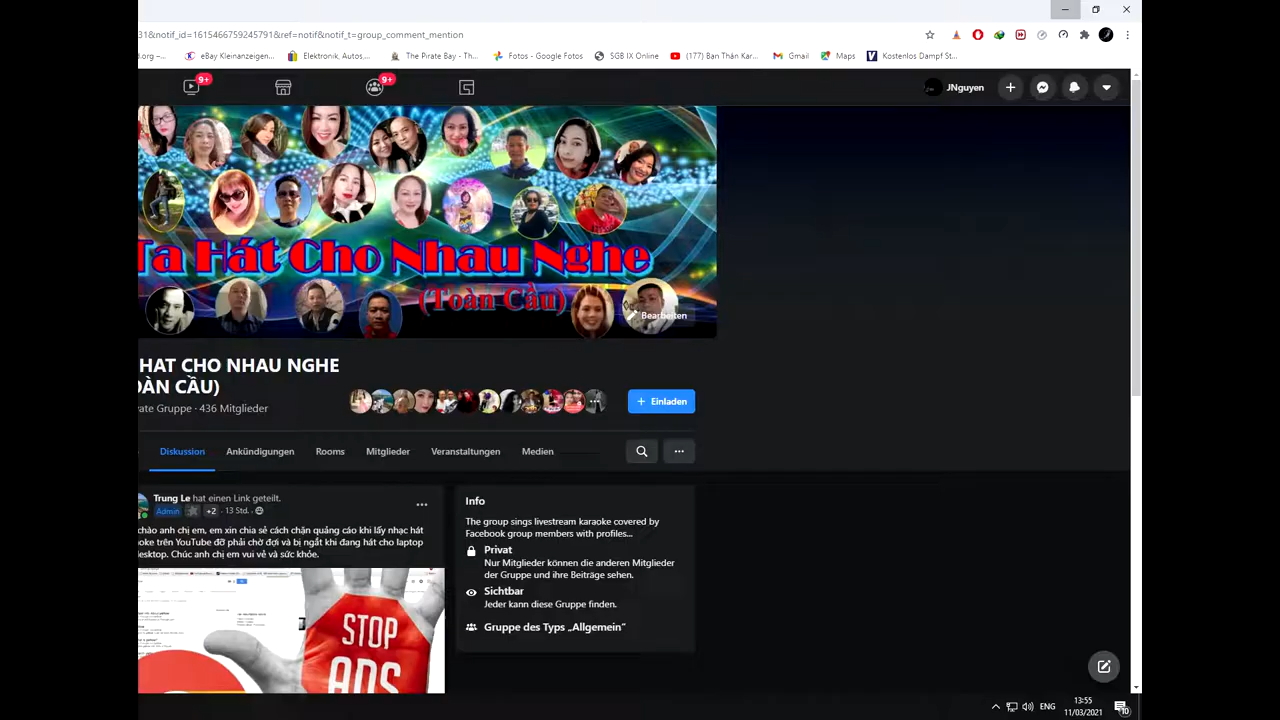 31&notif_id=1615466759245791&ref=notif&notif_t=group_comment_mention
d.org –...
eBay Kleinanzeigen...
Elektronik, Autos,...
The Pirate Bay - Th...
Fotos - Google Fotos
SGB IX Online
(177) Bạn Thân Kar...
Gmail
Maps
Kostenlos Dampf St...
9+
9+
JNguyen
Ta Hát Cho Nhau Nghe
(Toàn Cầu)
Bearbeiten
HAT CHO NHAU NGHE
OÀN CẦU)
vate Gruppe · 436 Mitglieder
+ Einladen
Diskussion
Ankündigungen
Rooms
Mitglieder
Veranstaltungen
Medien
Trung Le hat einen Link geteilt.
Admin
+2 · 13 Std. ·
chào anh chị em, em xin chia sẻ cách chặn quảng cáo khi lấy nhạc hát
oke trên YouTube đỡ phải chờ đợi và bị ngắt khi đang hát cho laptop
desktop. Chúc anh chị em vui vẻ và sức khỏe.
STOP
ADS
Info
The group sings livestream karaoke covered by
Facebook group members with profiles...
Privat
Nur Mitglieder können die anderen Mitglieder
der Gruppe und ihre Beiträge sehen.
Sichtbar
Jeder kann diese Gruppe finden.
Gruppe des Typs „Allgemein“
ENG
13:55
11/03/2021
10